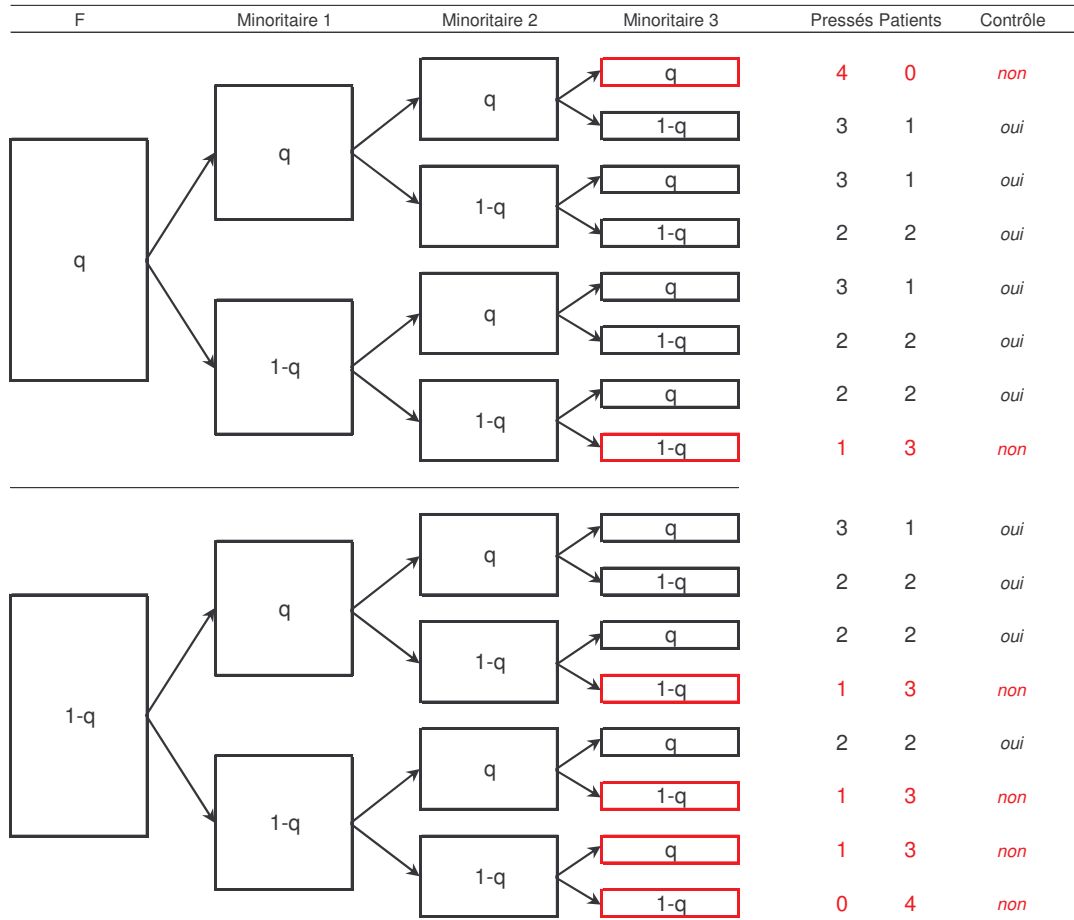 F Minoritaire 1 Minoritaire 2 Minoritaire 3 Pressés Patients Contrôle
q 4 0 non
q
1-q 3 1 oui
q
q 3 1 oui
1-q
1-q 2 2 oui
q
q 3 1 oui
q
1-q 2 2 oui
1-q
q 2 2 oui
1-q
1-q 1 3 non
q 3 1 oui
q
1-q 2 2 oui
q
q 2 2 oui
1-q
1-q 1 3 non
1-q
q 2 2 oui
q
1-q 1 3 non
1-q
q 1 3 non
1-q
1-q 0 4 non